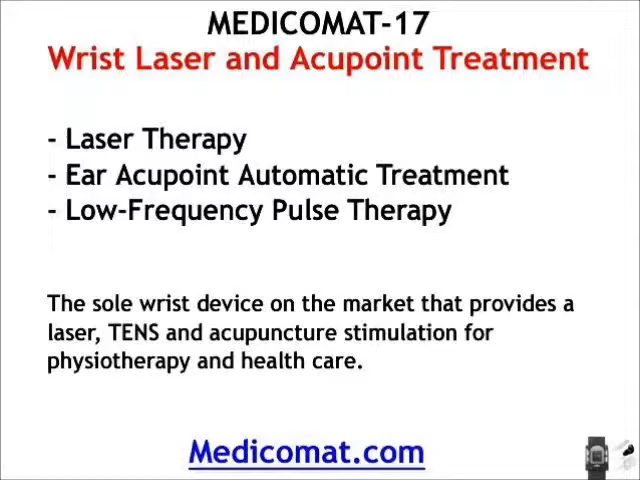 MEDICOMAT-17
Wrist Laser and Acupoint Treatment
- Laser Therapy
- Ear Acupoint Automatic Treatment
- Low-Frequency Pulse Therapy
The sole wrist device on the market that provides a
laser, TENS and acupuncture stimulation for
physiotherapy and health care.
Medicomat.com